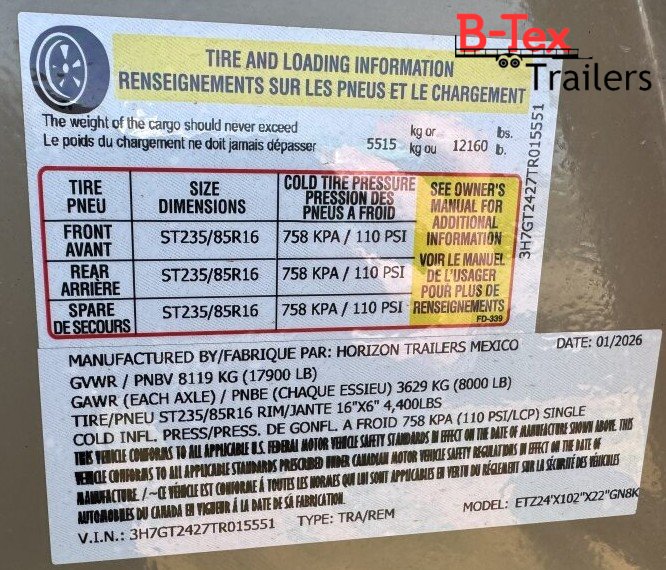 B-Tex
Trailers
TIRE AND LOADING INFORMATION
RENSEIGNEMENTS SUR LES PNEUS ET LE CHARGEMENT
The weight of the cargo should never exceed kg or lbs.
Le poids du chargement ne doit jamais dépasser 5515 kg ou 12160 lb.
TIRE PNEU
SIZE DIMENSIONS
COLD TIRE PRESSURE PRESSION DES PNEUS A FROID
SEE OWNER'S MANUAL FOR ADDITIONAL INFORMATION
VOIR LE MANUEL DE L'USAGER POUR PLUS DE RENSEIGNEMENTS
FD-339
FRONT AVANT ST235/85R16 758 KPA / 110 PSI
REAR ARRIÈRE ST235/85R16 758 KPA / 110 PSI
SPARE DE SECOURS ST235/85R16 758 KPA / 110 PSI
3H7GT2427TR015551
MANUFACTURED BY/FABRIQUE PAR: HORIZON TRAILERS MEXICO DATE: 01/2026
GVWR / PNBV 8119 KG (17900 LB)
GAWR (EACH AXLE) / PNBE (CHAQUE ESSIEU) 3629 KG (8000 LB)
TIRE/PNEU ST235/85R16 RIM/JANTE 16"X6" 4,400LBS
COLD INFL. PRESS/PRESS. DE GONFL. A FROID 758 KPA (110 PSI/LCP) SINGLE
THIS VEHICLE CONFORMS TO ALL APPLICABLE U.S. FEDERAL MOTOR VEHICLE SAFETY STANDARDS IN EFFECT ON THE DATE OF MANUFACTURE SHOWN ABOVE. THIS
VEHICLE CONFORMS TO ALL APPLICABLE STANDARDS PRESCRIBED UNDER CANADIAN MOTOR VEHICLE SAFETY REGULATIONS IN EFFECT ON THE DATE OF
MANUFACTURE. / ~CE VÉHICLE EST CONFORME À TOUTES LES NORMES QUI LUI SONT APPLICABLES EN VERTU DU RÉGLEMENT SUR LA SÉCURITÉ DES VÉHICLES
AUTOMOBILES DU CANADA EN VIGUEUR À LA DATE DE SA FABRICATION.
V.I.N.: 3H7GT2427TR015551 TYPE: TRA/REM MODEL: ETZ24'X102"X22"GN8K